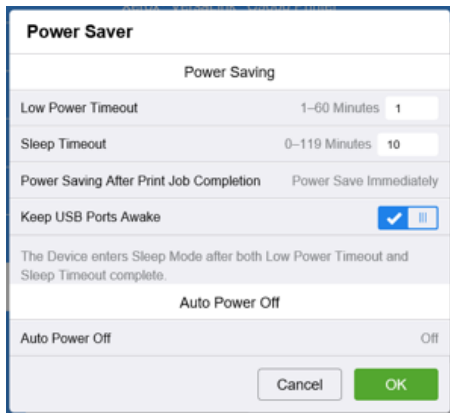 Power Saver
Power Saving
Low Power Timeout 1–60 Minutes 1
Sleep Timeout 0–119 Minutes 10
Power Saving After Print Job Completion Power Save Immediately
Keep USB Ports Awake
The Device enters Sleep Mode after both Low Power Timeout and
Sleep Timeout complete.
Auto Power Off
Auto Power Off Off
Cancel OK